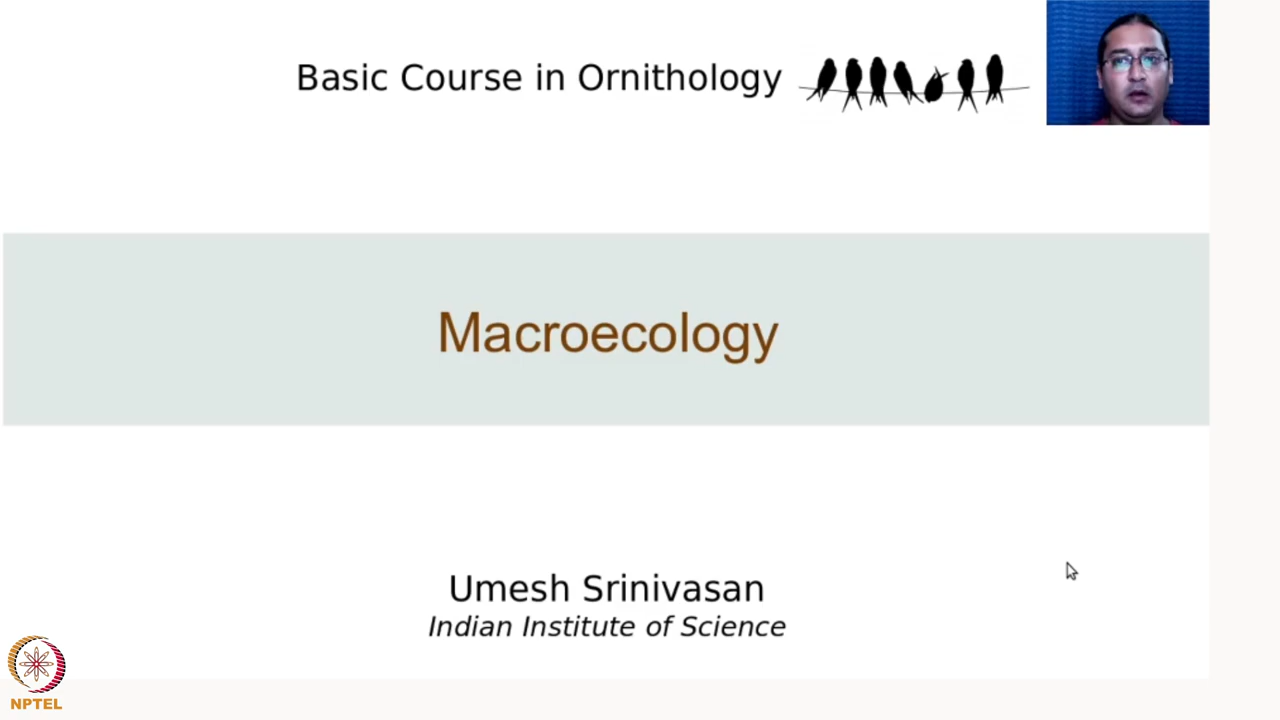 Basic Course in Ornithology
Macroecology
Umesh Srinivasan
Indian Institute of Science
NPTEL